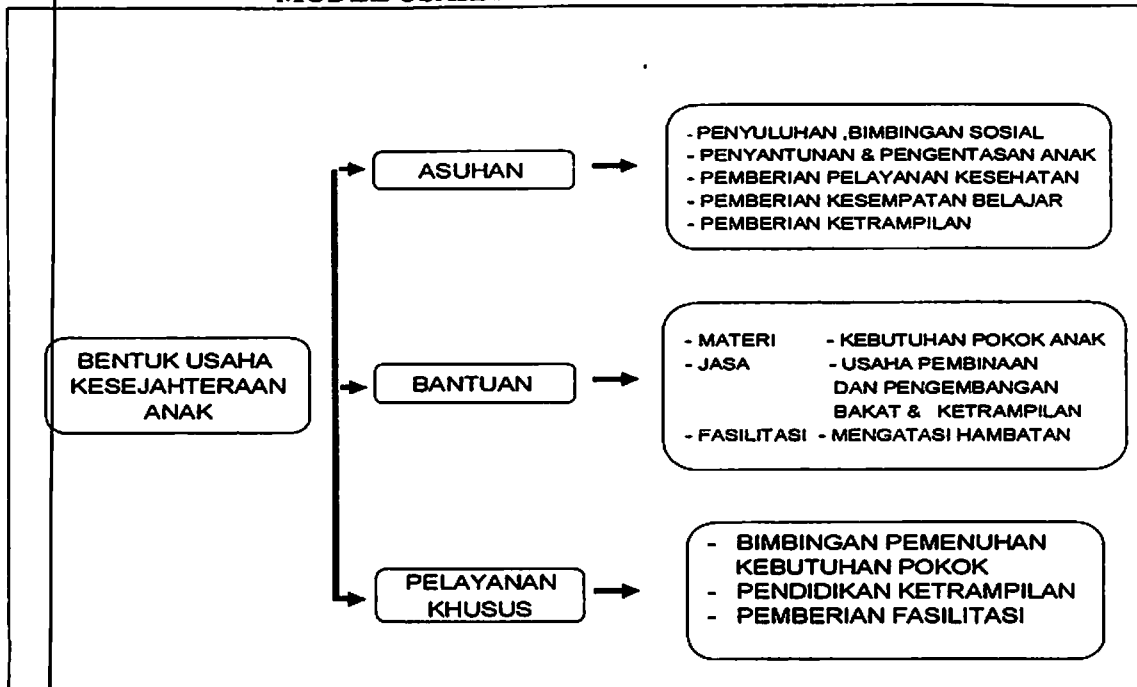 BENTUK USAHA
KESEJAHTERAAN
ANAK
ASUHAN
- PENYULUHAN ,BIMBINGAN SOSIAL
- PENYANTUNAN & PENGENTASAN ANAK
- PEMBERIAN PELAYANAN KESEHATAN
- PEMBERIAN KESEMPATAN BELAJAR
- PEMBERIAN KETRAMPILAN
BANTUAN
- MATERI - KEBUTUHAN POKOK ANAK
- JASA - USAHA PEMBINAAN
DAN PENGEMBANGAN
BAKAT & KETRAMPILAN
- FASILITASI - MENGATASI HAMBATAN
PELAYANAN
KHUSUS
- BIMBINGAN PEMENUHAN
KEBUTUHAN POKOK
- PENDIDIKAN KETRAMPILAN
- PEMBERIAN FASILITASI